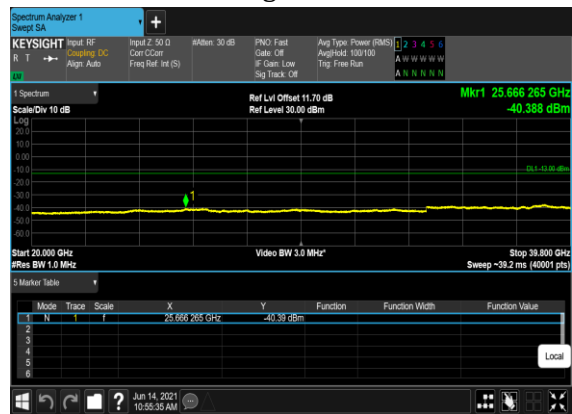 Spectrum Analyzer 1
Swept SA
+
KEYSIGHT Input: RF Input Z: 50 Ω #Atten: 30 dB PNO: Fast Avg Type: Power (RMS) 1 2 3 4 5 6
R T Coupling: DC Corr CCorr Gate: Off Avg|Hold: 100/100 A W W W W W
Align: Auto Freq Ref: Int (S) IF Gain: Low Trig: Free Run
Sig Track: Off A N N N N N
LW
1 Spectrum Ref Lvl Offset 11.70 dB Mkr1 25.666 265 GHz
Scale/Div 10 dB Ref Level 30.00 dBm -40.388 dBm
Log
20.0
10.0
0.00
-10.0
DL1 -13.00 dBm
-20.0
-30.0
1
-40.0
-50.0
-60.0
Start 20.000 GHz Video BW 3.0 MHz* Stop 39.800 GHz
#Res BW 1.0 MHz Sweep ~39.2 ms (40001 pts)
5 Marker Table
Mode Trace Scale X Y Function Function Width Function Value
1 N 1 f 25.666 265 GHz -40.39 dBm
2
3
4
5
6
Local
? Jun 14, 2021
10:55:35 AM